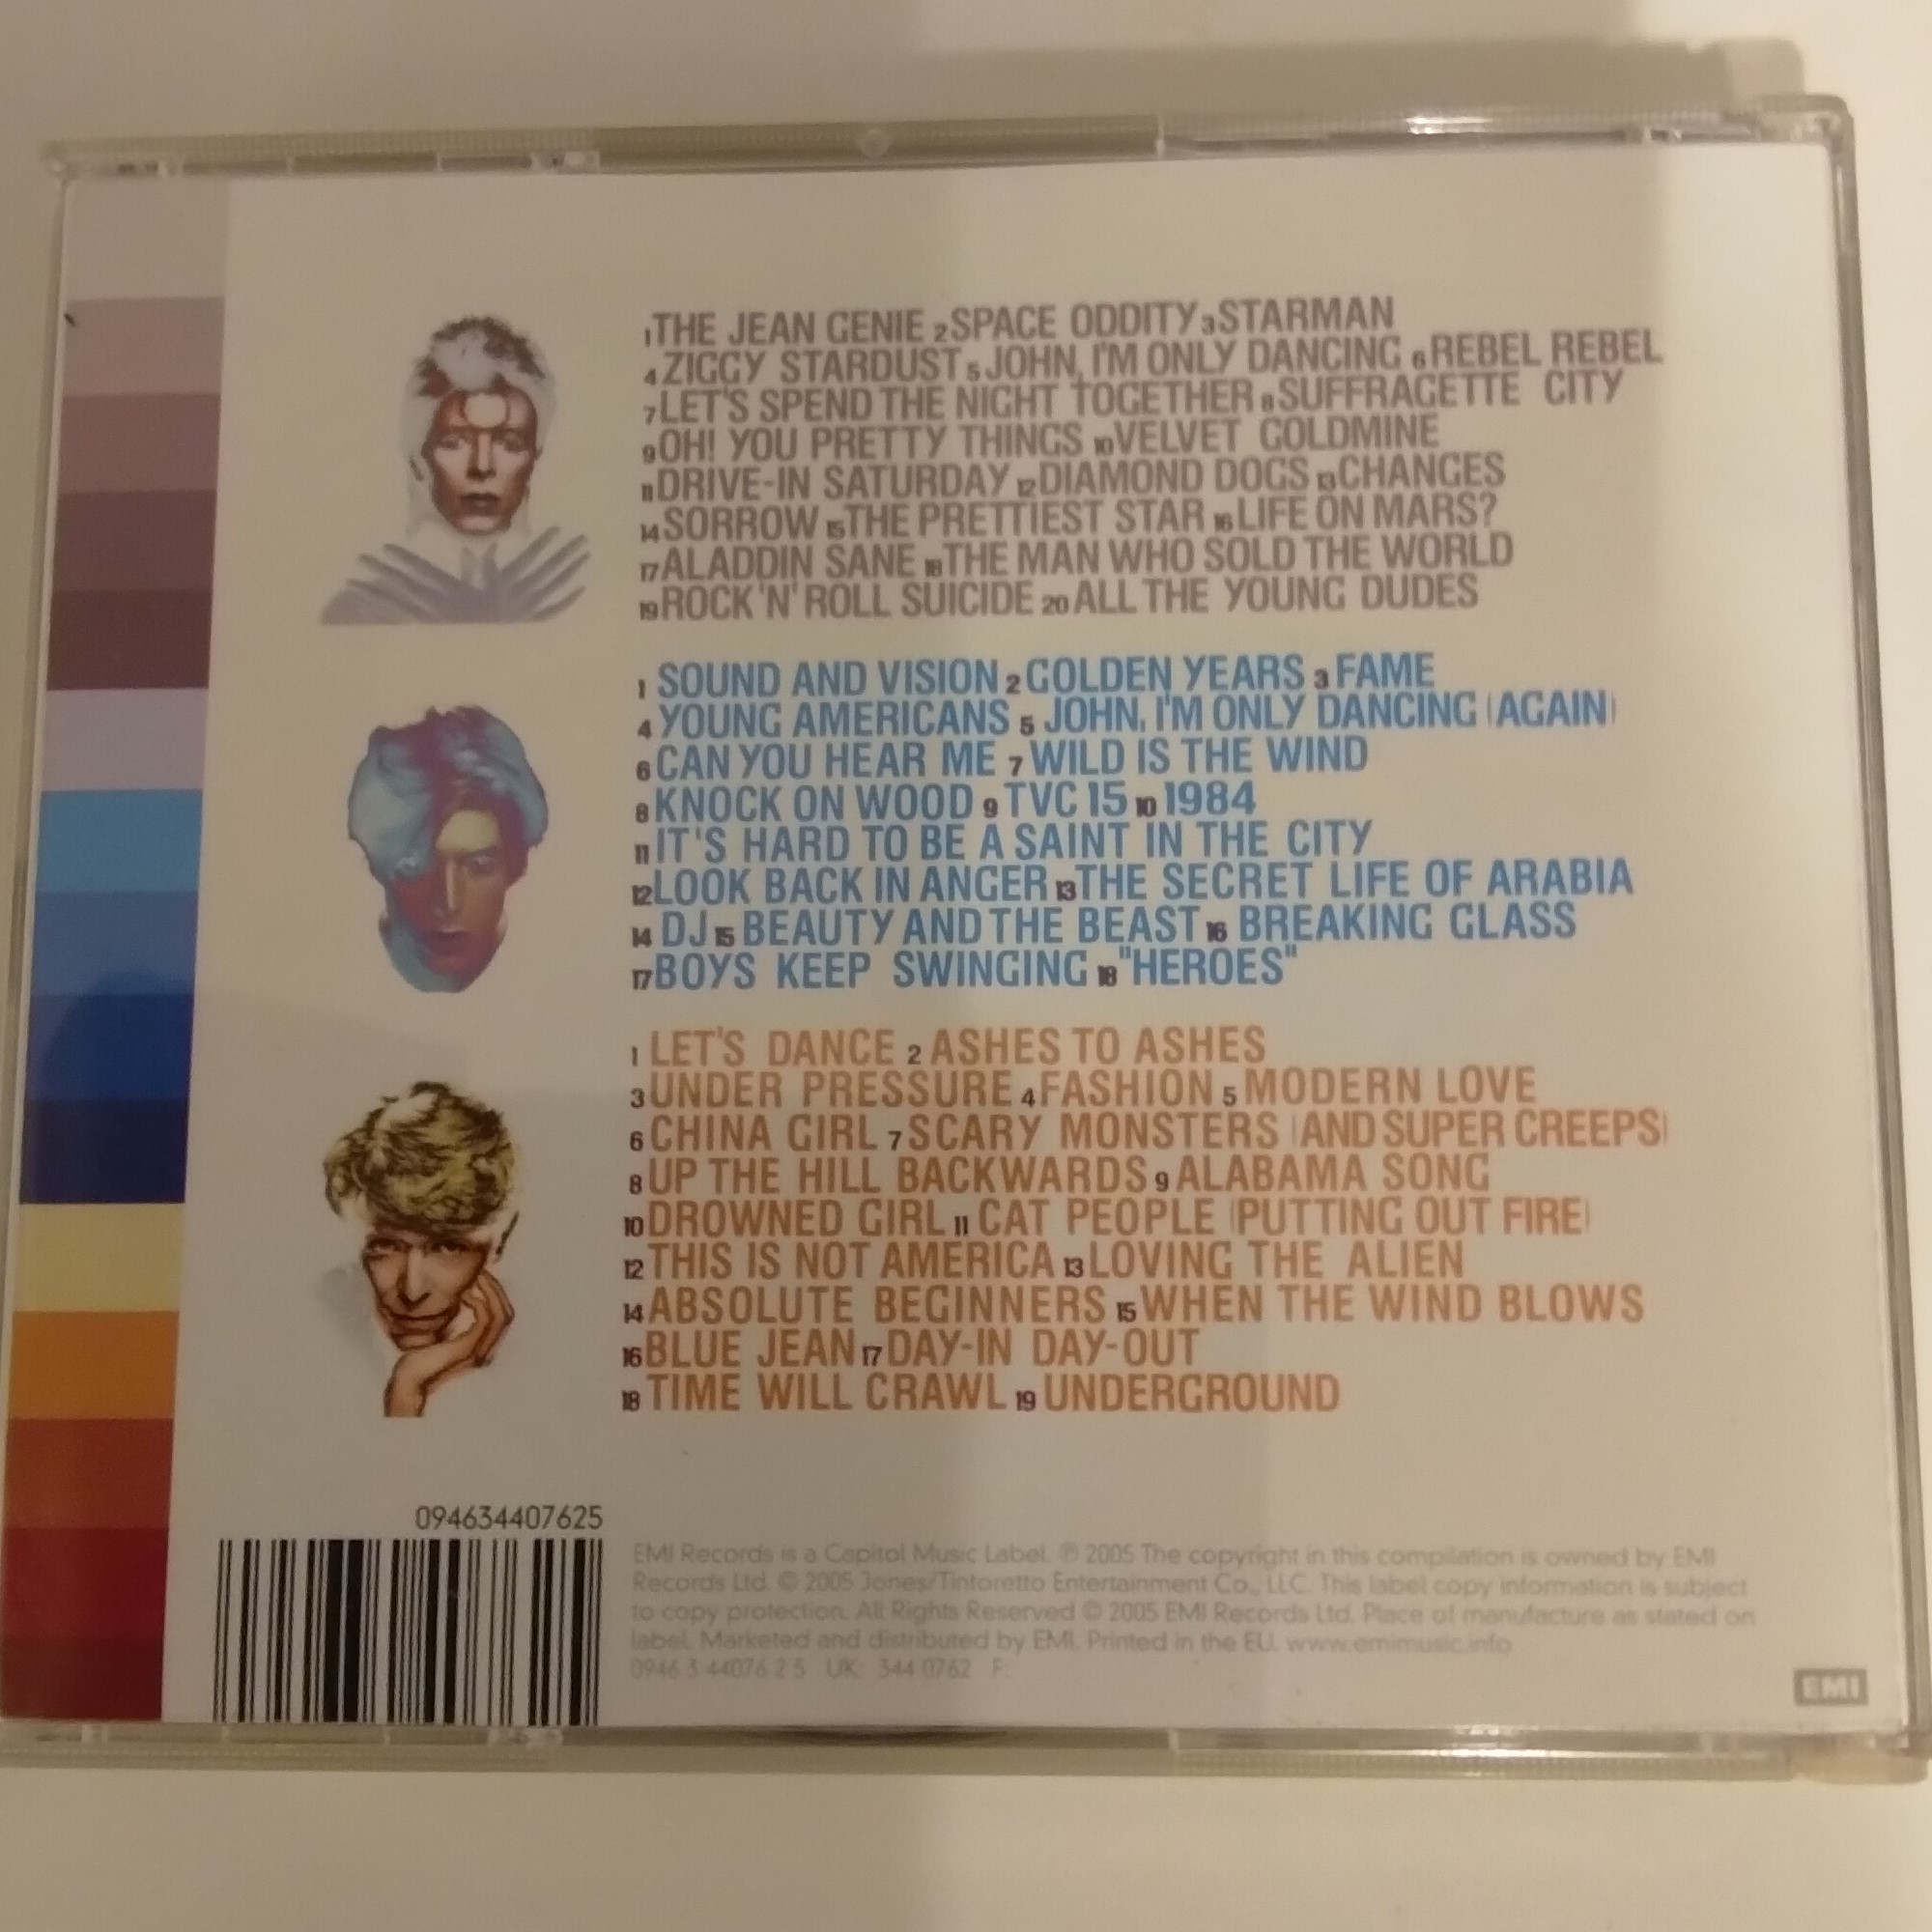 1 THE JEAN GENIE 2 SPACE ODDITY 3 STARMAN
4 ZIGGY STARDUST 5 JOHN, I'M ONLY DANCING 6 REBEL REBEL
7 LET'S SPEND THE NIGHT TOGETHER 8 SUFFRAGETTE CITY
9 OH! YOU PRETTY THINGS 10 VELVET GOLDMINE
11 DRIVE-IN SATURDAY 12 DIAMOND DOGS 13 CHANGES
14 SORROW 15 THE PRETTIEST STAR 16 LIFE ON MARS?
17 ALADDIN SANE 18 THE MAN WHO SOLD THE WORLD
19 ROCK 'N' ROLL SUICIDE 20 ALL THE YOUNG DUDES
1 SOUND AND VISION 2 GOLDEN YEARS 3 FAME
4 YOUNG AMERICANS 5 JOHN, I'M ONLY DANCING (AGAIN)
6 CAN YOU HEAR ME 7 WILD IS THE WIND
8 KNOCK ON WOOD 9 TVC 15 10 1984
11 IT'S HARD TO BE A SAINT IN THE CITY
12 LOOK BACK IN ANGER 13 THE SECRET LIFE OF ARABIA
14 DJ 15 BEAUTY AND THE BEAST 16 BREAKING GLASS
17 BOYS KEEP SWINGING 18 "HEROES"
1 LET'S DANCE 2 ASHES TO ASHES
3 UNDER PRESSURE 4 FASHION 5 MODERN LOVE
6 CHINA GIRL 7 SCARY MONSTERS (AND SUPER CREEPS)
8 UP THE HILL BACKWARDS 9 ALABAMA SONG
10 DROWNED GIRL 11 CAT PEOPLE (PUTTING OUT FIRE)
12 THIS IS NOT AMERICA 13 LOVING THE ALIEN
14 ABSOLUTE BEGINNERS 15 WHEN THE WIND BLOWS
16 BLUE JEAN 17 DAY-IN DAY-OUT
18 TIME WILL CRAWL 19 UNDERGROUND
094634407625
EMI Records is a Capitol Music Label. ℗ 2005 The copyright in this compilation is owned by EMI
Records Ltd. © 2005 Jones/Tintoretto Entertainment Co., LLC. This label copy information is subject
to copy protection. All Rights Reserved © 2005 EMI Records Ltd. Place of manufacture as stated on
label. Marketed and distributed by EMI. Printed in the EU. www.emimusic.info
0946 3 44076 2 5 UK: 344 0762 F:
EMI